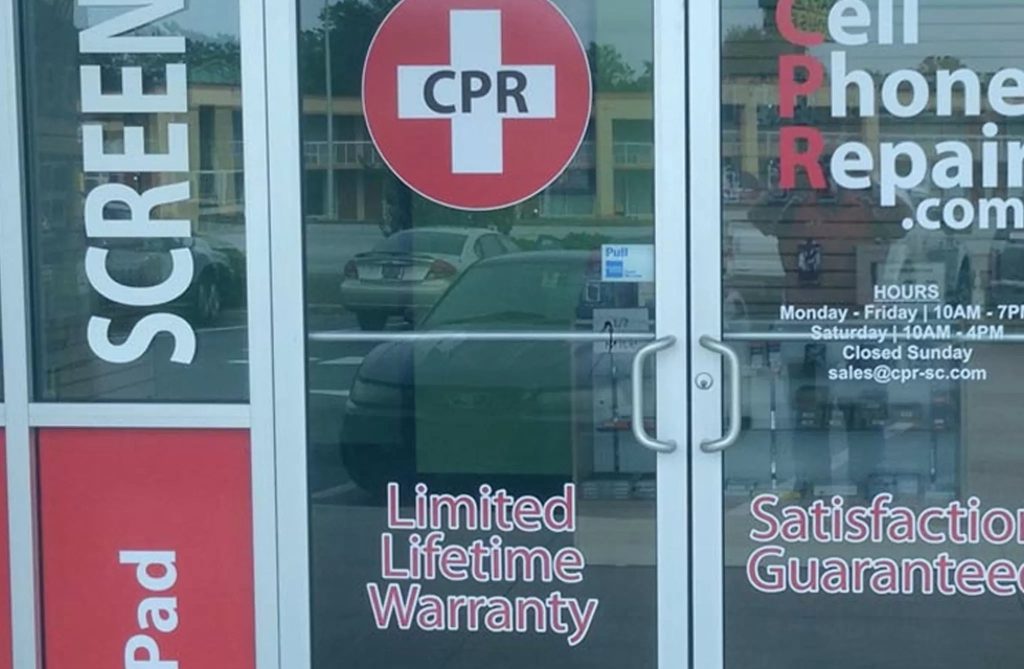 SCREEN
Pad
CPR
Pull
Limited
Lifetime
Warranty
Cell
Phone
Repair
.com
HOURS
Monday - Friday | 10AM - 7P
Saturday | 10AM - 4PM
Closed Sunday
sales@cpr-sc.com
Satisfaction
Guaranteed